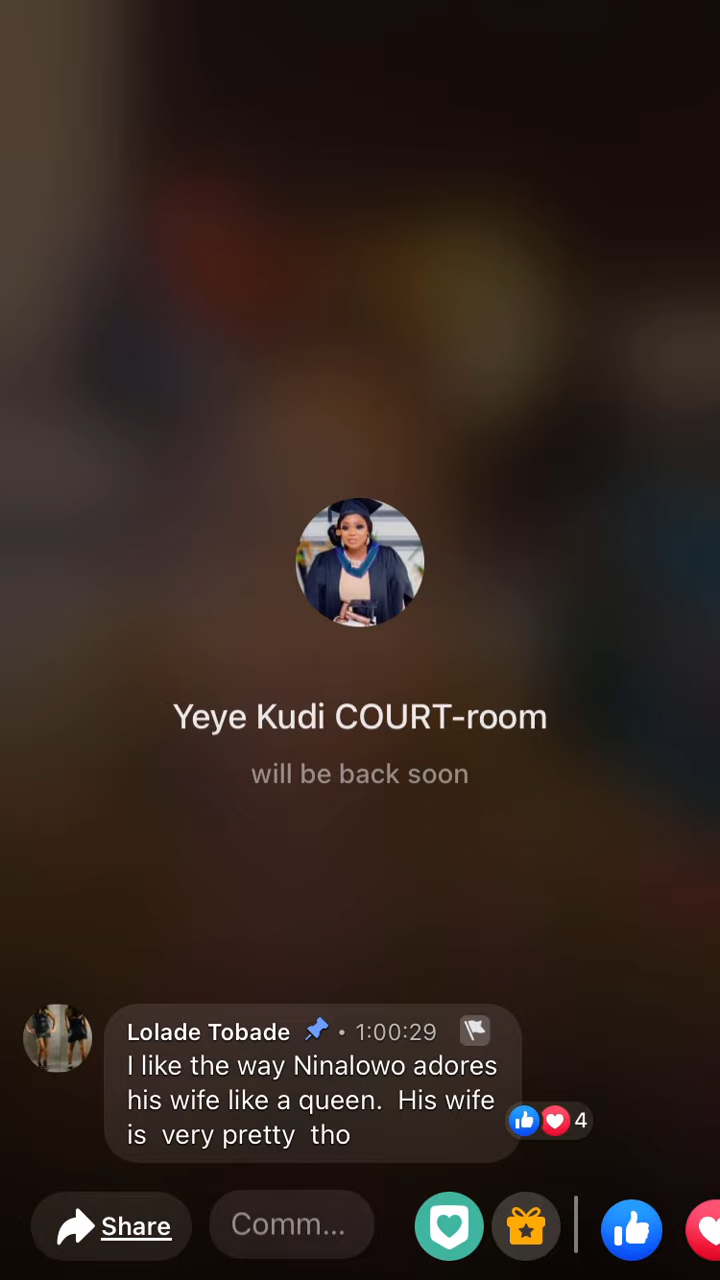 Yeye Kudi COURT-room
will be back soon
Lolade Tobade • 1:00:29
I like the way Ninalowo adores
his wife like a queen.  His wife
is  very pretty  tho
4
Share
Comm...